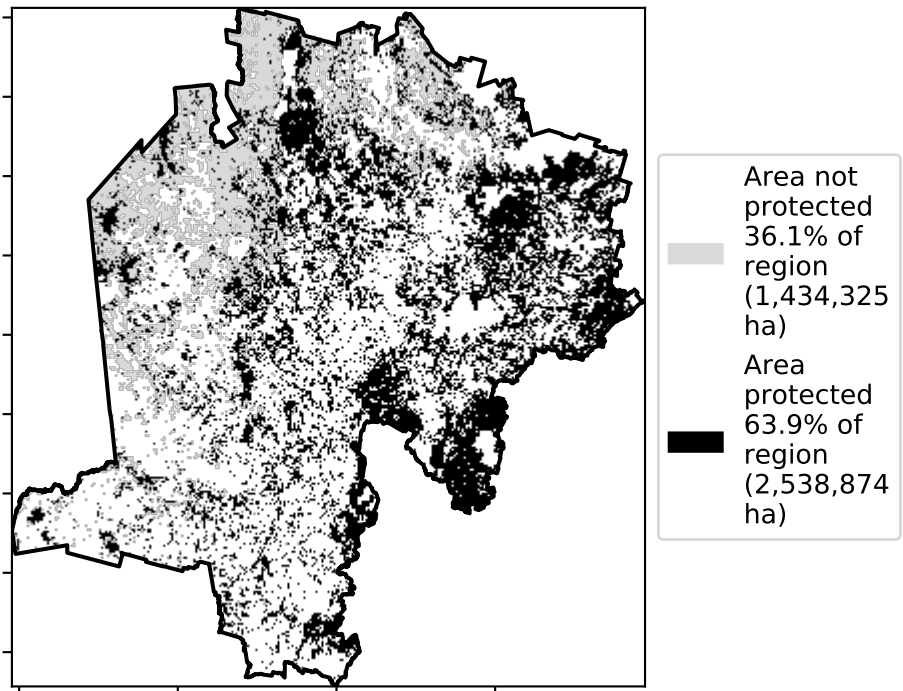 Area not
protected
36.1% of
region
(1,434,325
ha)
Area
protected
63.9% of
region
(2,538,874
ha)